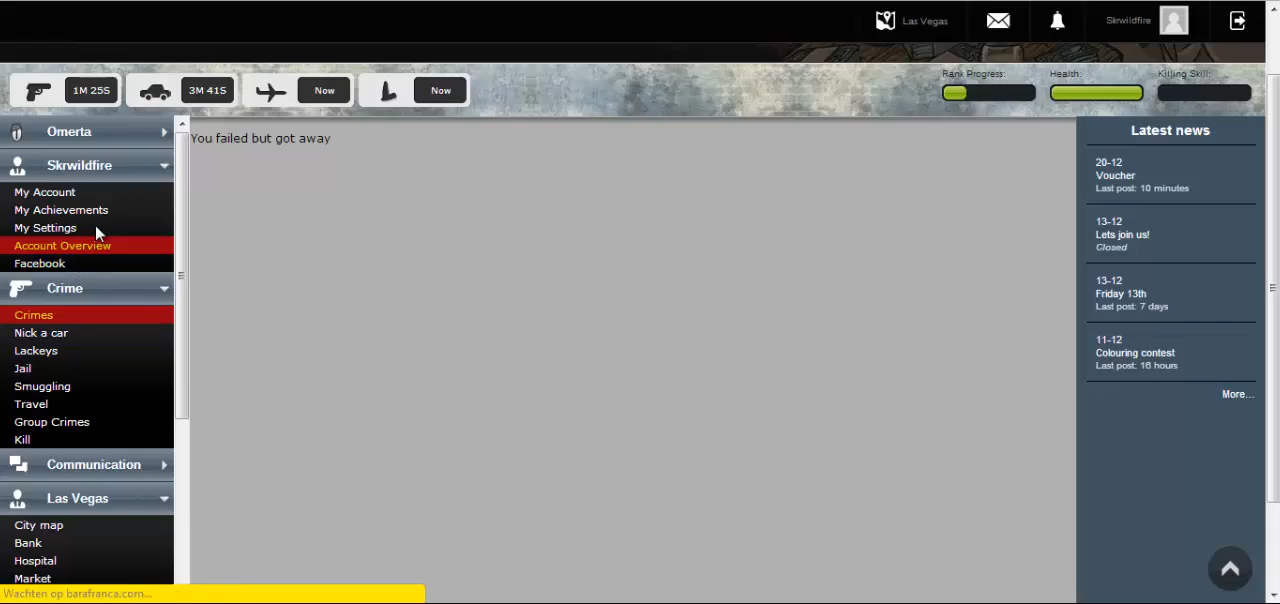 Las Vegas
Skrwildfire
1M 25S
3M 41S
Now
Now
Rank Progress:
Health:
Killing Skill:
Omerta
Skrwildfire
My Account
My Achievements
My Settings
Account Overview
Facebook
Crime
Crimes
Nick a car
Lackeys
Jail
Smuggling
Travel
Group Crimes
Kill
Communication
Las Vegas
City map
Bank
Hospital
Market
You failed but got away
Latest news
20-12
Voucher
Last post: 10 minutes
13-12
Lets join us!
Closed
13-12
Friday 13th
Last post: 7 days
11-12
Colouring contest
Last post: 16 hours
More...
Wachten op barafranca.com...